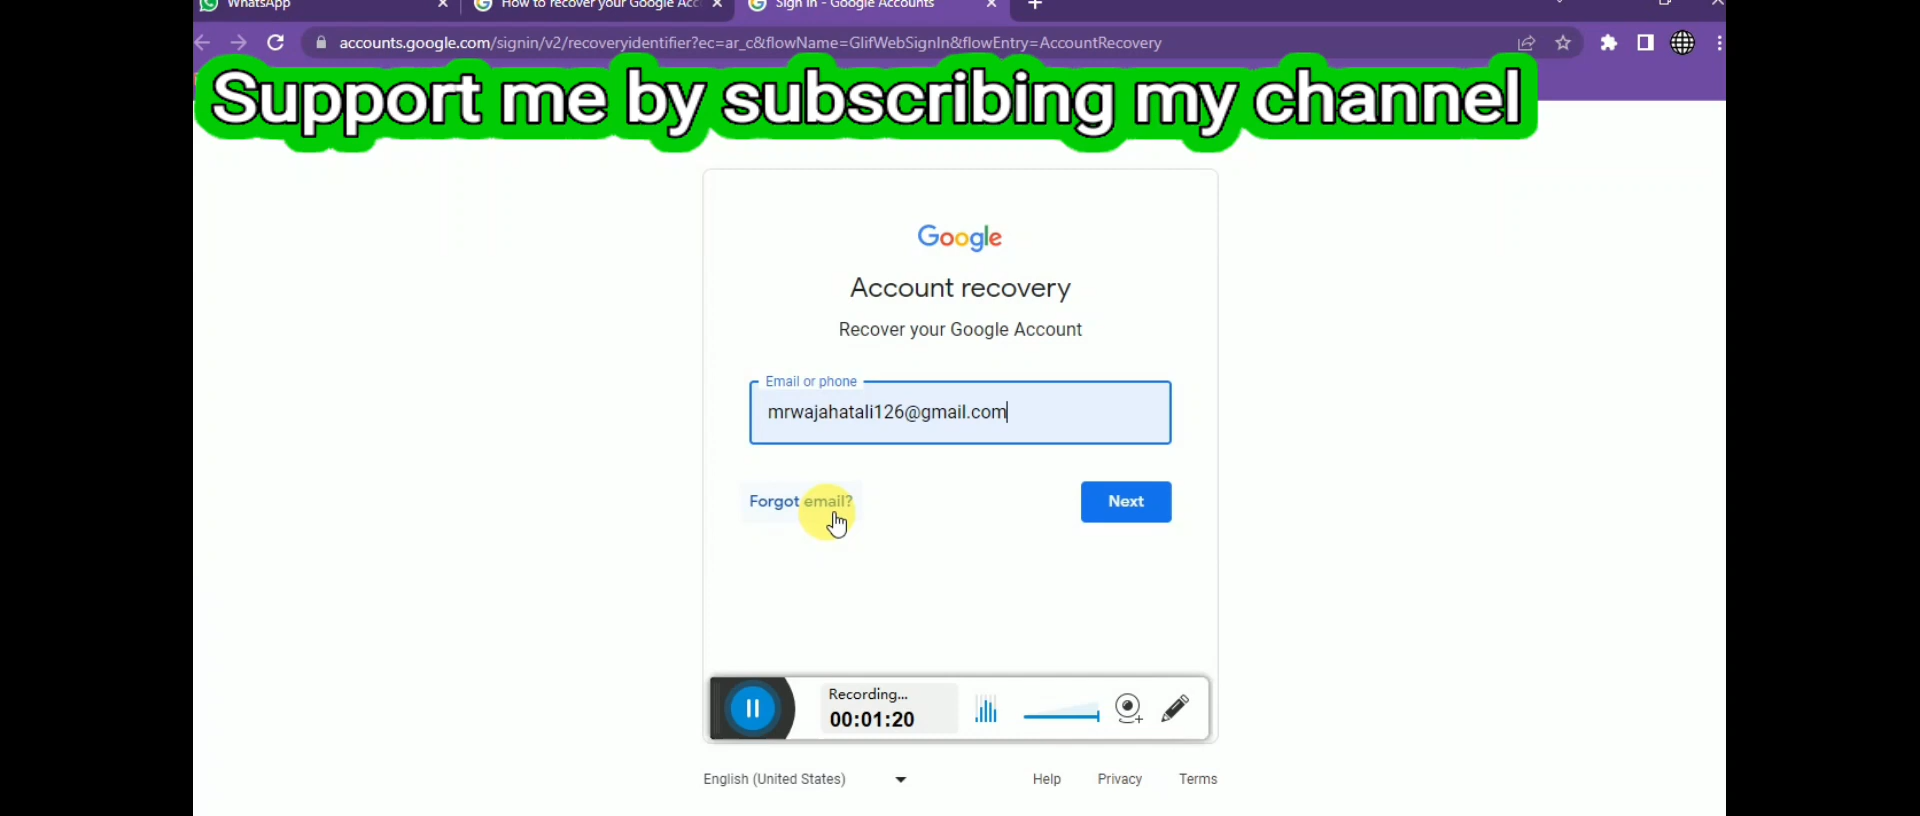 WhatsApp
How to recover your Google Acc
Sign in - Google Accounts
accounts.google.com/signin/v2/recoveryidentifier?ec=ar_c&flowName=GlifWebSignIn&flowEntry=AccountRecovery
Support me by subscribing my channel
Google
Account recovery
Recover your Google Account
Email or phone
mrwajahatali126@gmail.com
Forgot email?
Next
Recording...
00:01:20
English (United States)
Help
Privacy
Terms